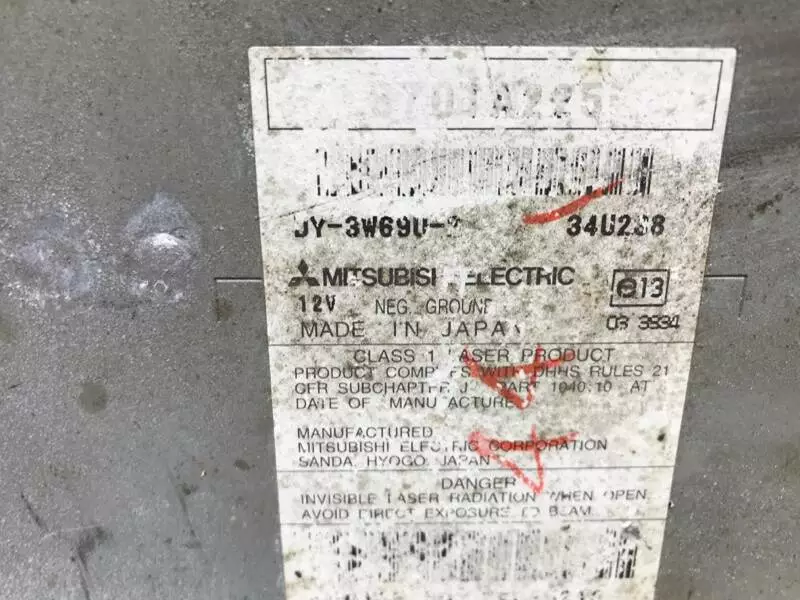 8701A225
JY-3W69U- 34U238
MITSUBISHI ELECTRIC
12V NEG. GROUND
e13
MADE IN JAPAN
03 3934
CLASS 1 LASER PRODUCT
PRODUCT COMPLIES WITH DHHS RULES 21
CFR SUBCHAPTER J PART 1040.10 AT
DATE OF MANUFACTURE
MANUFACTURED
MITSUBISHI ELECTRIC CORPORATION
SANDA, HYOGO, JAPAN
DANGER
INVISIBLE LASER RADIATION WHEN OPEN
AVOID DIRECT EXPOSURE TO BEAM